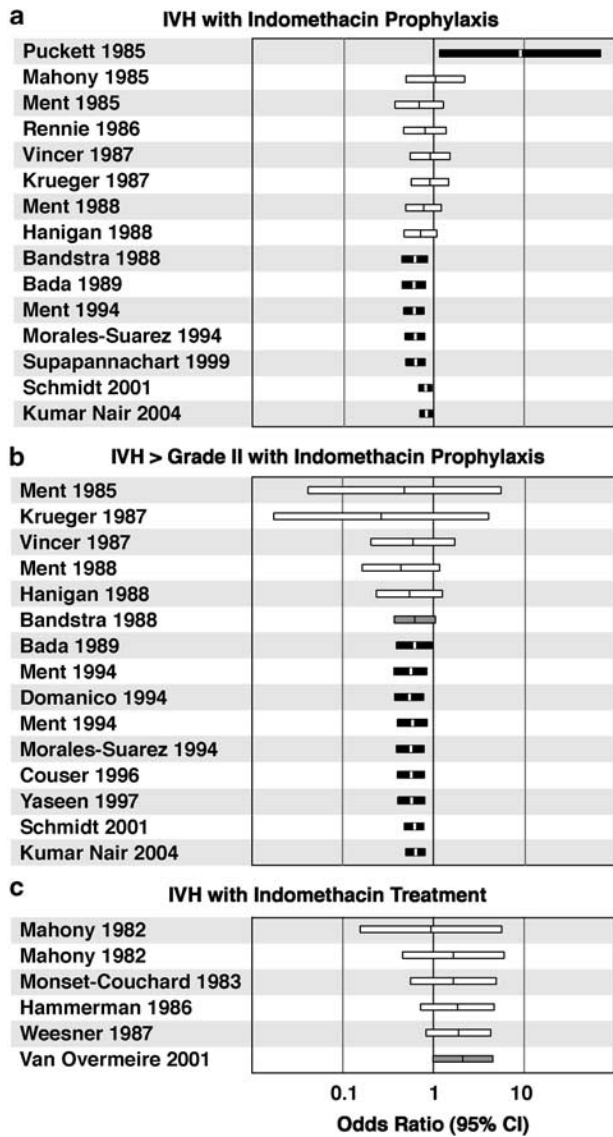 a
IVH with Indomethacin Prophylaxis
Puckett 1985
Mahony 1985
Ment 1985
Rennie 1986
Vincer 1987
Krueger 1987
Ment 1988
Hanigan 1988
Bandstra 1988
Bada 1989
Ment 1994
Morales-Suarez 1994
Supapannachart 1999
Schmidt 2001
Kumar Nair 2004
b
IVH > Grade II with Indomethacin Prophylaxis
Ment 1985
Krueger 1987
Vincer 1987
Ment 1988
Hanigan 1988
Bandstra 1988
Bada 1989
Ment 1994
Domanico 1994
Ment 1994
Morales-Suarez 1994
Couser 1996
Yaseen 1997
Schmidt 2001
Kumar Nair 2004
c
IVH with Indomethacin Treatment
Mahony 1982
Mahony 1982
Monset-Couchard 1983
Hammerman 1986
Weesner 1987
Van Overmeire 2001
0.1 1 10
Odds Ratio (95% CI)